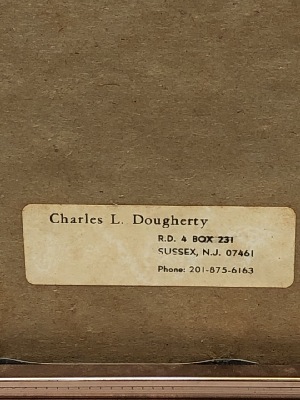 Charles L. Dougherty
R.D. 4 BOX 231
SUSSEX, N.J. 07461
Phone: 201-875-6163